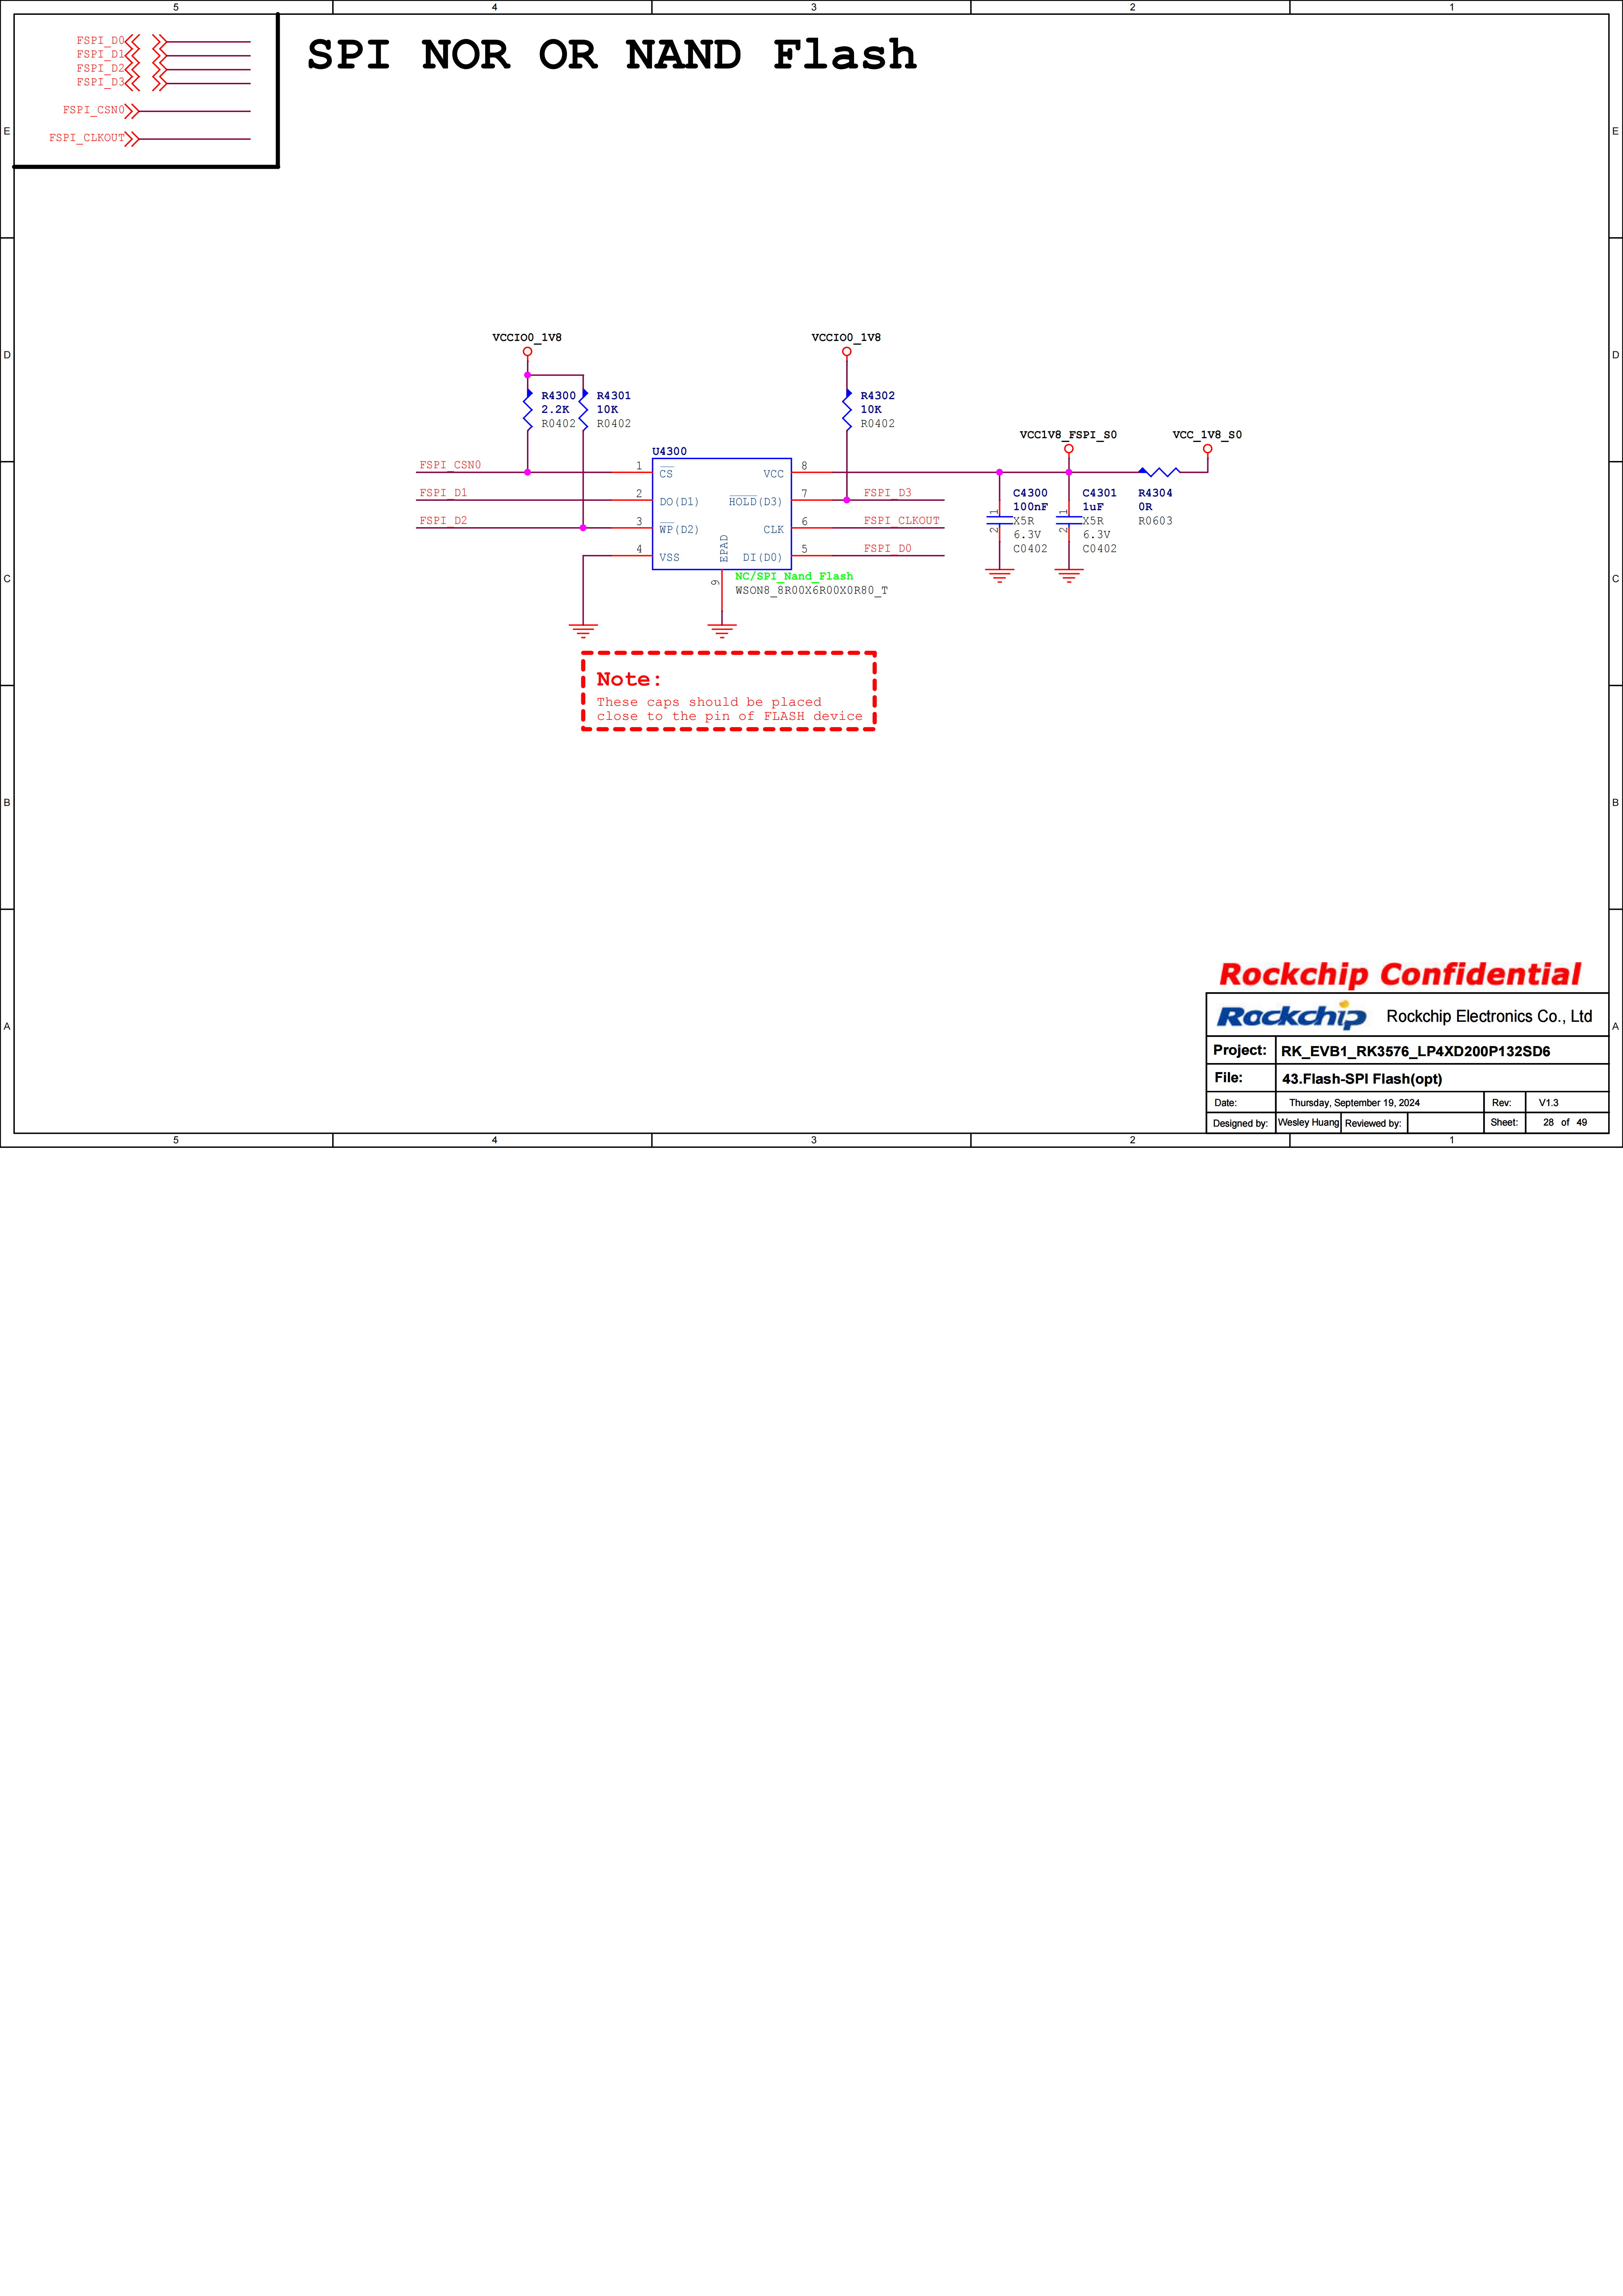 5 4 3 2 1
FSPI_D0
FSPI_D1
FSPI_D2
FSPI_D3
FSPI_CSN0
FSPI_CLKOUT
SPI NOR OR NAND Flash
E E
D D
VCCIO0_1V8 VCCIO0_1V8
R4300 R4301 R4302
2.2K 10K 10K
R0402 R0402 R0402
VCC1V8_FSPI_S0 VCC_1V8_S0
U4300
FSPI_CSN0 1 CS VCC 8
FSPI_D1 2 DO(D1) HOLD(D3) 7 FSPI_D3
FSPI_D2 3 WP(D2) CLK 6 FSPI_CLKOUT
4 VSS EPAD DI(D0) 5 FSPI_D0
9
NC/SPI_Nand_Flash
WSON8_8R00X6R00X0R80_T
C4300 C4301 R4304
100nF 1uF 0R
1 X5R 1 X5R R0603
2 6.3V 2 6.3V
C0402 C0402
C C
Note:
These caps should be placed
close to the pin of FLASH device
B B
A A
Rockchip Confidential
Rockchip Rockchip Electronics Co., Ltd
Project: RK_EVB1_RK3576_LP4XD200P132SD6
File: 43.Flash-SPI Flash(opt)
Date: Thursday, September 19, 2024 Rev: V1.3
Designed by: Wesley Huang Reviewed by: Sheet: 28 of 49
5 4 3 2 1